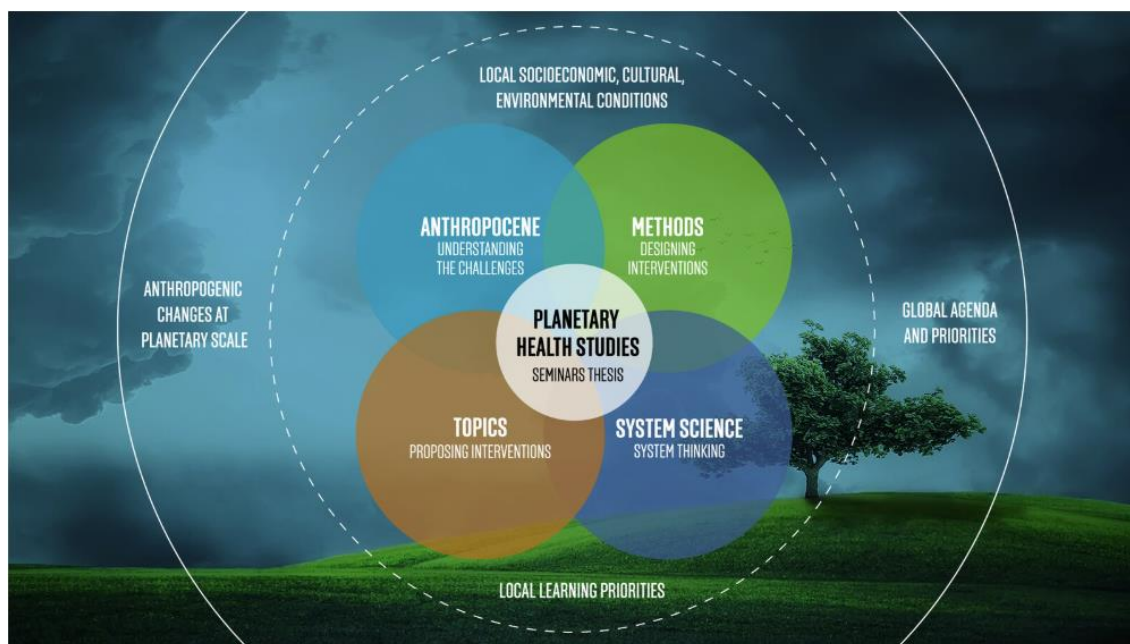 LOCAL SOCIOECONOMIC, CULTURAL,
ENVIRONMENTAL CONDITIONS
ANTHROPOCENE
UNDERSTANDING
THE CHALLENGES
METHODS
DESIGNING
INTERVENTIONS
ANTHROPOGENIC
CHANGES AT
PLANETARY SCALE
PLANETARY
HEALTH STUDIES
SEMINARS THESIS
GLOBAL AGENDA
AND PRIORITIES
TOPICS
PROPOSING INTERVENTIONS
SYSTEM SCIENCE
SYSTEM THINKING
LOCAL LEARNING PRIORITIES